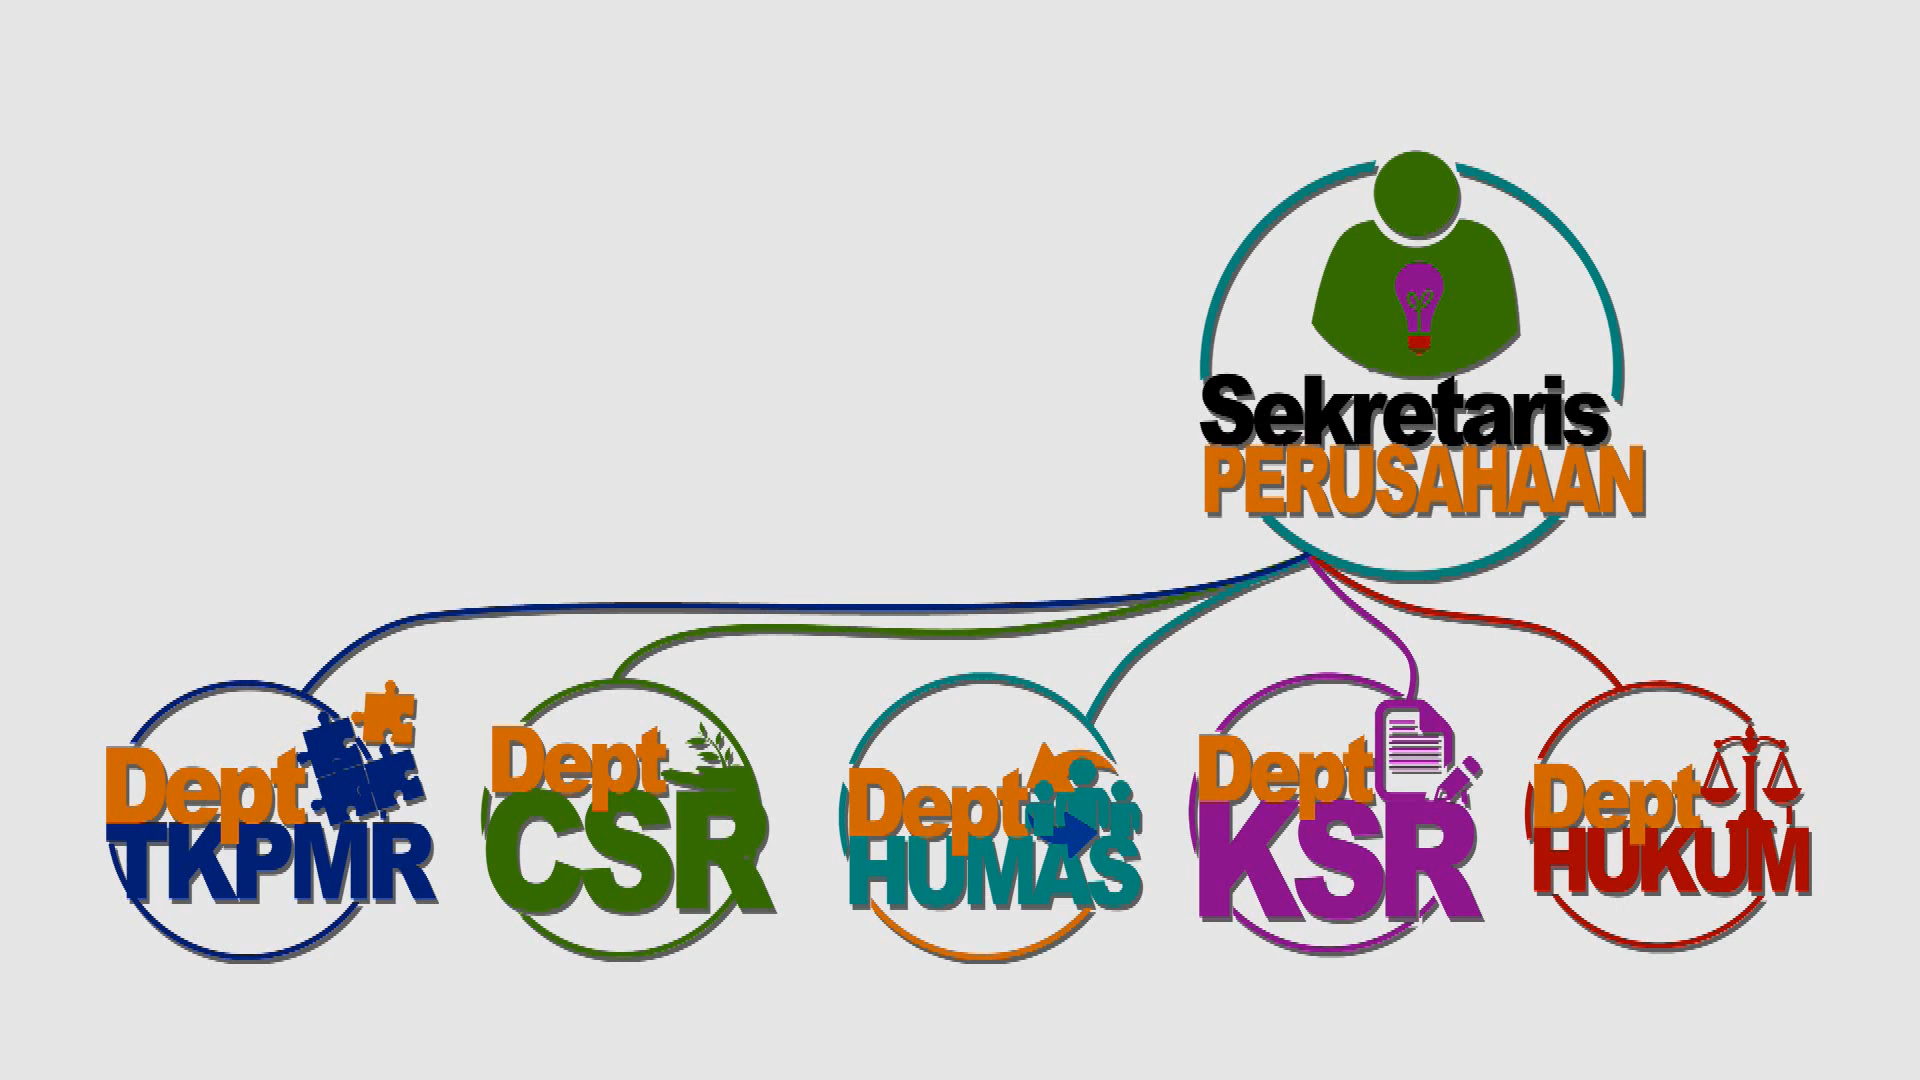 Sekretaris
PERUSAHAAN
Dept
TKPMR
Dept
CSR
Dept
HUMAS
Dept
KSR
Dept
HUKUM